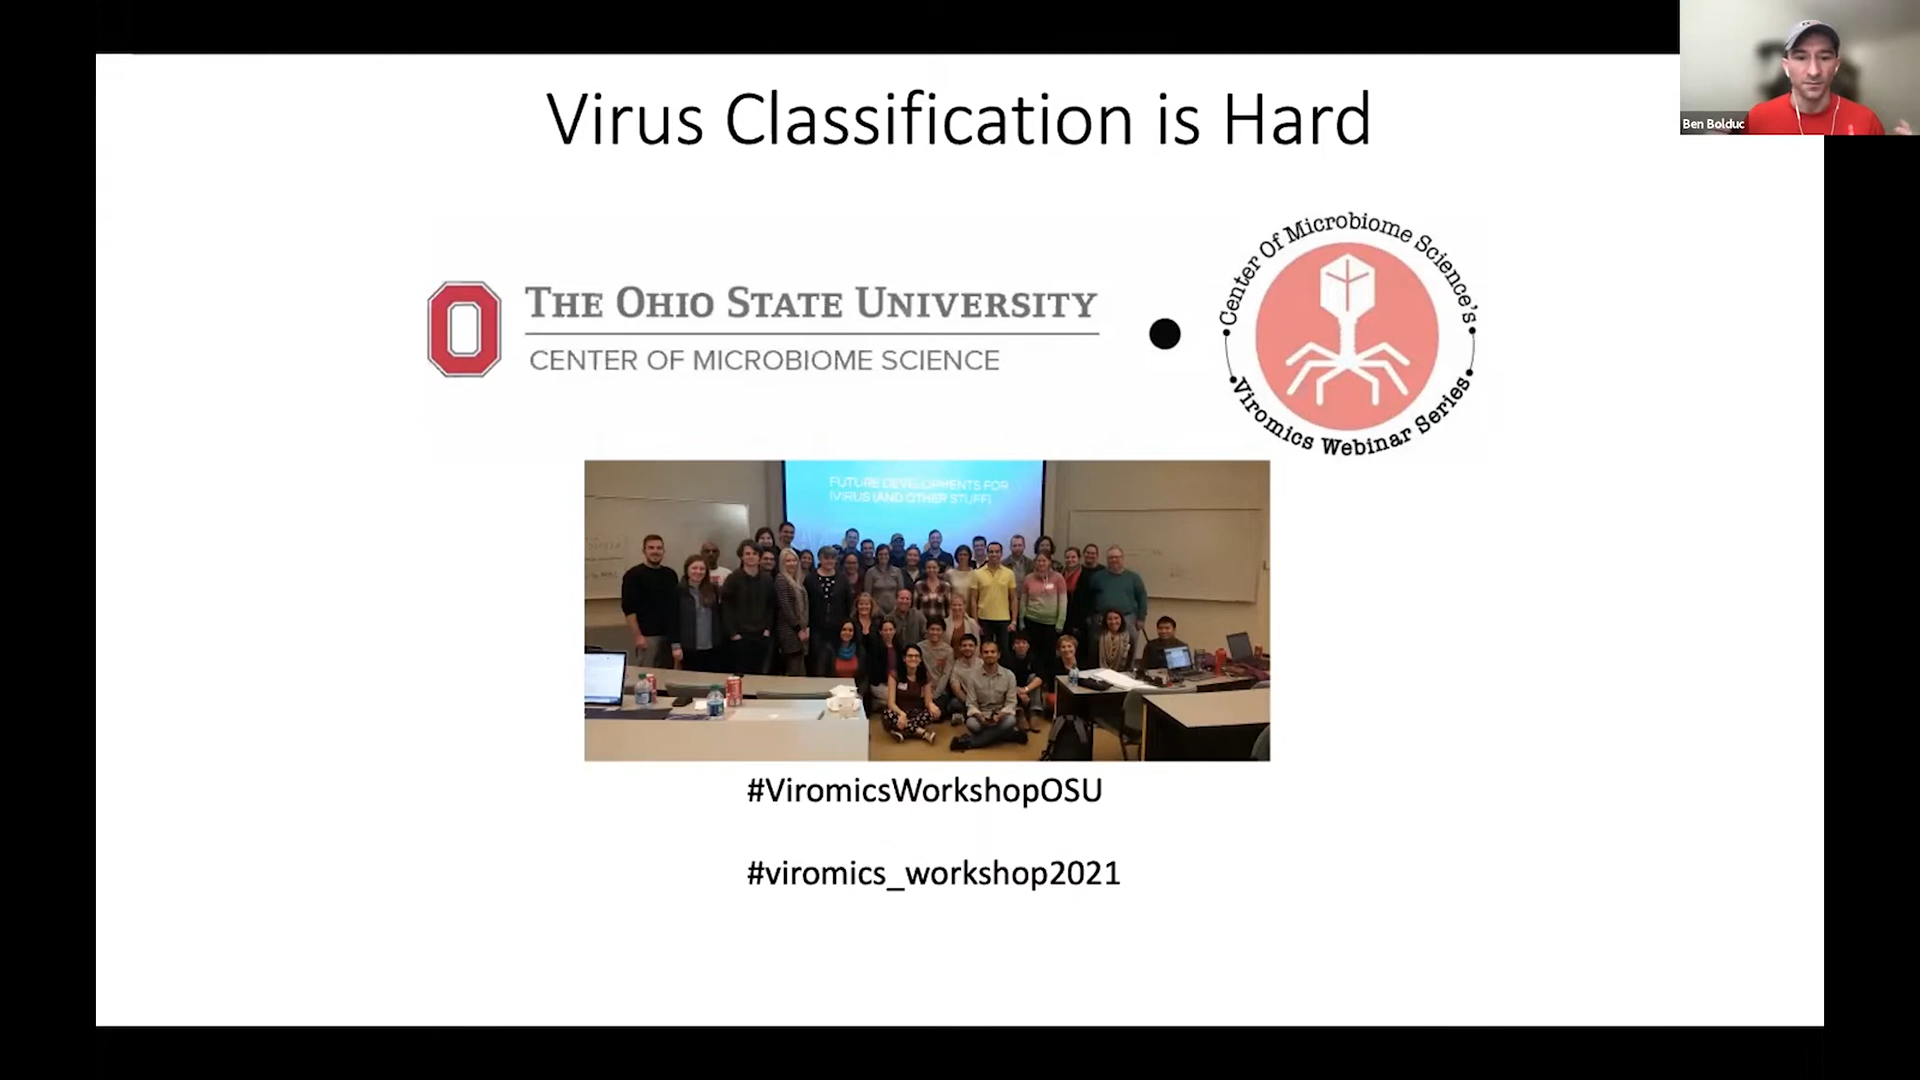 Virus Classification is Hard
Ben Bolduc
THE OHIO STATE UNIVERSITY
CENTER OF MICROBIOME SCIENCE
Center Of Microbiome Science's
Viromics Webinar Series
FUTURE DEVELOPMENTS FOR
IVIRUS (AND OTHER STUFF)
#ViromicsWorkshopOSU
#viromics_workshop2021